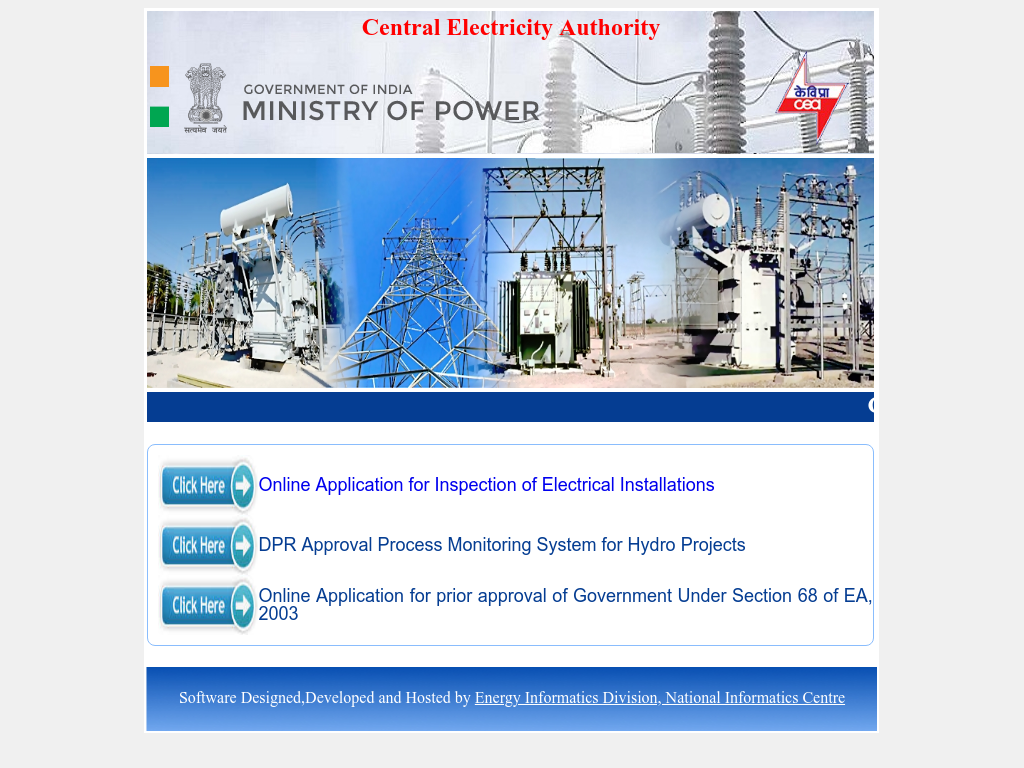 Central Electricity Authority
सत्यमेव जयते
GOVERNMENT OF INDIA
MINISTRY OF POWER
केविप्रा
cea
Click Here
Online Application for Inspection of Electrical Installations
Click Here
DPR Approval Process Monitoring System for Hydro Projects
Click Here
Online Application for prior approval of Government Under Section 68 of EA,
2003
Software Designed,Developed and Hosted by Energy Informatics Division, National Informatics Centre